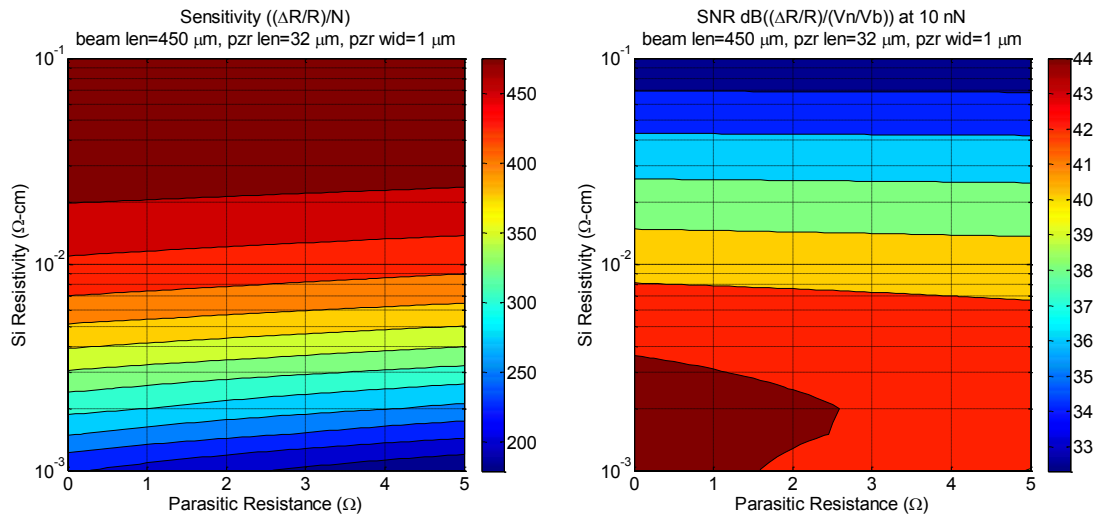 Sensitivity ((ΔR/R)/N)
beam len=450 μm, pzr len=32 μm, pzr wid=1 μm
10⁻¹
10⁻²
10⁻³
Si Resistivity (Ω-cm)
0 1 2 3 4 5
Parasitic Resistance (Ω)
450
400
350
300
250
200
SNR dB((ΔR/R)/(Vn/Vb)) at 10 nN
beam len=450 μm, pzr len=32 μm, pzr wid=1 μm
10⁻¹
10⁻²
10⁻³
Si Resistivity (Ω-cm)
0 1 2 3 4 5
Parasitic Resistance (Ω)
44
43
42
41
40
39
38
37
36
35
34
33